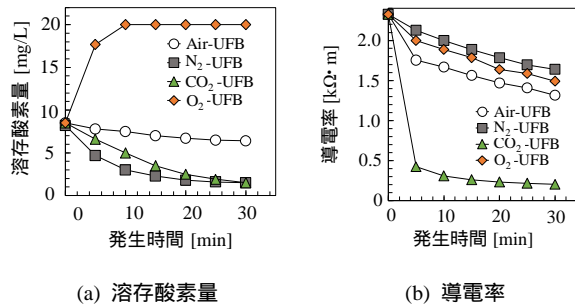 溶存酸素量 [mg/L]
20
15
10
5
0
Air-UFB
N₂-UFB
CO₂-UFB
O₂-UFB
0 10 20 30
発生時間 [min]
(a) 溶存酸素量
導電率 [kΩ・m]
2.0
1.5
1.0
0.5
0.0
Air-UFB
N₂-UFB
CO₂-UFB
O₂-UFB
0 10 20 30
発生時間 [min]
(b) 導電率